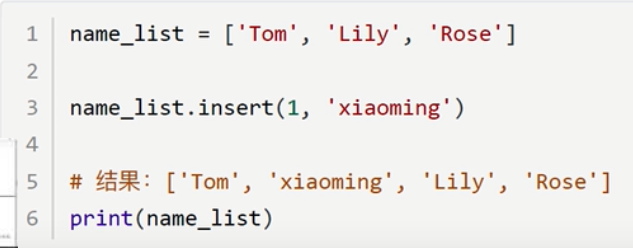 1 name_list = ['Tom', 'Lily', 'Rose']
2
3 name_list.insert(1, 'xiaoming')
4
5 # 结果：['Tom', 'xiaoming', 'Lily', 'Rose']
6 print(name_list)